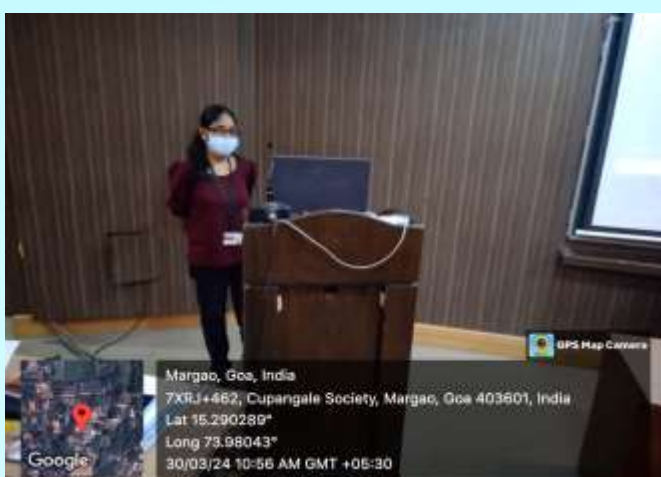 GPS Map Camera
Margao, Goa, India
7XRJ+462, Cupangale Society, Margao, Goa 403601, India
Lat 15.290289°
Long 73.98043°
30/03/24 10:56 AM GMT +05:30
Google